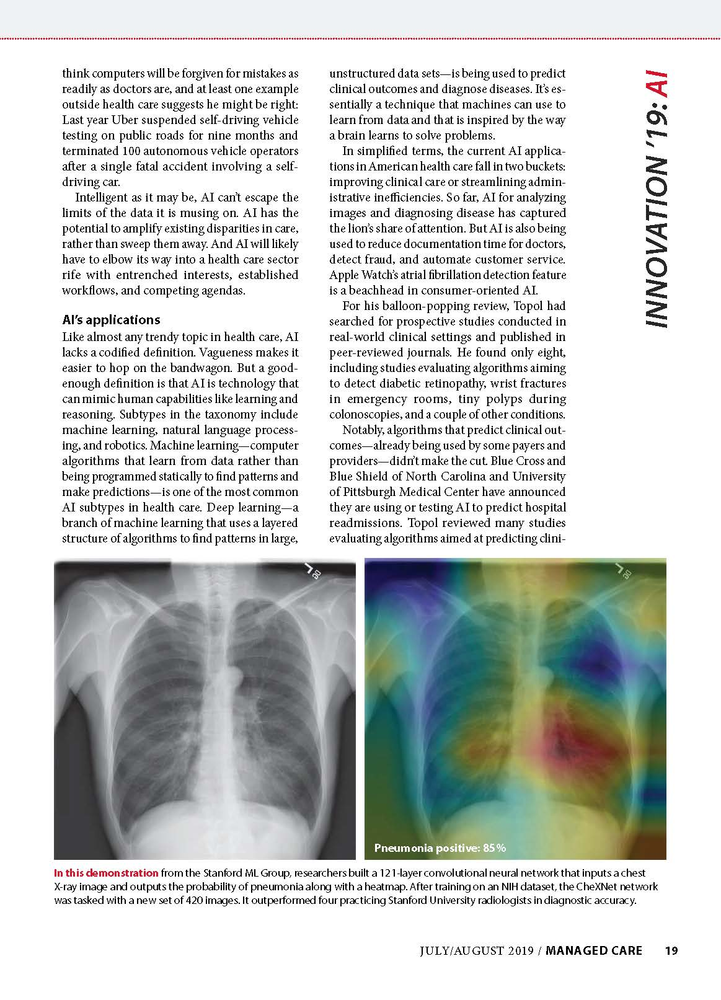 think computers will be forgiven for mistakes as
readily as doctors are, and at least one example
outside health care suggests he might be right:
Last year Uber suspended self-driving vehicle
testing on public roads for nine months and
terminated 100 autonomous vehicle operators
after a single fatal accident involving a self-
driving car.
Intelligent as it may be, AI can’t escape the
limits of the data it is musing on. AI has the
potential to amplify existing disparities in care,
rather than sweep them away. And AI will likely
have to elbow its way into a health care sector
rife with entrenched interests, established
workflows, and competing agendas.
AI’s applications
Like almost any trendy topic in health care, AI
lacks a codified definition. Vagueness makes it
easier to hop on the bandwagon. But a good-
enough definition is that AI is technology that
can mimic human capabilities like learning and
reasoning. Subtypes in the taxonomy include
machine learning, natural language process-
ing, and robotics. Machine learning—computer
algorithms that learn from data rather than
being programmed statically to find patterns and
make predictions—is one of the most common
AI subtypes in health care. Deep learning—a
branch of machine learning that uses a layered
structure of algorithms to find patterns in large,
unstructured data sets—is being used to predict
clinical outcomes and diagnose diseases. It’s es-
sentially a technique that machines can use to
learn from data and that is inspired by the way
a brain learns to solve problems.
In simplified terms, the current AI applica-
tions in American health care fall in two buckets:
improving clinical care or streamlining admin-
istrative inefficiencies. So far, AI for analyzing
images and diagnosing disease has captured
the lion’s share of attention. But AI is also being
used to reduce documentation time for doctors,
detect fraud, and automate customer service.
Apple Watch’s atrial fibrillation detection feature
is a beachhead in consumer-oriented AI.
For his balloon-popping review, Topol had
searched for prospective studies conducted in
real-world clinical settings and published in
peer-reviewed journals. He found only eight,
including studies evaluating algorithms aiming
to detect diabetic retinopathy, wrist fractures
in emergency rooms, tiny polyps during
colonoscopies, and a couple of other conditions.
Notably, algorithms that predict clinical out-
comes—already being used by some payers and
providers—didn’t make the cut. Blue Cross and
Blue Shield of North Carolina and University
of Pittsburgh Medical Center have announced
they are using or testing AI to predict hospital
readmissions. Topol reviewed many studies
evaluating algorithms aimed at predicting clini-
INNOVATION ’19: AI
Pneumonia positive: 85%
In this demonstration from the Stanford ML Group, researchers built a 121-layer convolutional neural network that inputs a chest
X-ray image and outputs the probability of pneumonia along with a heatmap. After training on an NIH dataset, the CheXNet network
was tasked with a new set of 420 images. It outperformed four practicing Stanford University radiologists in diagnostic accuracy.
JULY/AUGUST 2019 / MANAGED CARE 19